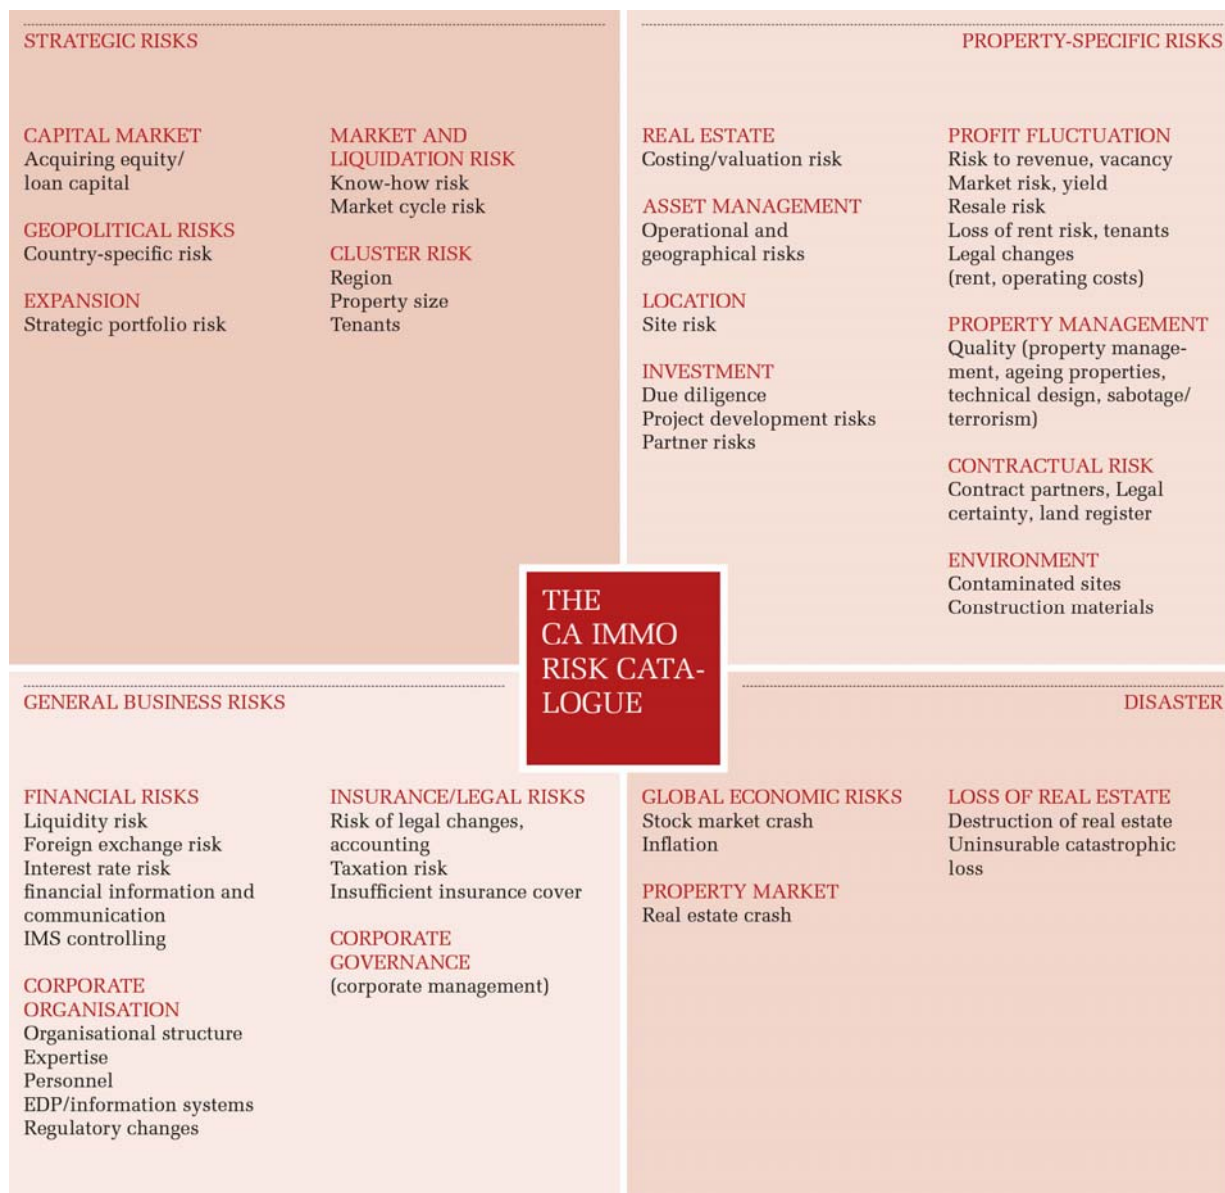 STRATEGIC RISKS
CAPITAL MARKET
Acquiring equity/
loan capital
GEOPOLITICAL RISKS
Country-specific risk
EXPANSION
Strategic portfolio risk
MARKET AND
LIQUIDATION RISK
Know-how risk
Market cycle risk
CLUSTER RISK
Region
Property size
Tenants
PROPERTY-SPECIFIC RISKS
REAL ESTATE
Costing/valuation risk
ASSET MANAGEMENT
Operational and
geographical risks
LOCATION
Site risk
INVESTMENT
Due diligence
Project development risks
Partner risks
PROFIT FLUCTUATION
Risk to revenue, vacancy
Market risk, yield
Resale risk
Loss of rent risk, tenants
Legal changes
(rent, operating costs)
PROPERTY MANAGEMENT
Quality (property manage-
ment, ageing properties,
technical design, sabotage/
terrorism)
CONTRACTUAL RISK
Contract partners, Legal
certainty, land register
ENVIRONMENT
Contaminated sites
Construction materials
THE
CA IMMO
RISK CATA-
LOGUE
GENERAL BUSINESS RISKS
FINANCIAL RISKS
Liquidity risk
Foreign exchange risk
Interest rate risk
financial information and
communication
IMS controlling
CORPORATE
ORGANISATION
Organisational structure
Expertise
Personnel
EDP/information systems
Regulatory changes
INSURANCE/LEGAL RISKS
Risk of legal changes,
accounting
Taxation risk
Insufficient insurance cover
CORPORATE
GOVERNANCE
(corporate management)
DISASTER
GLOBAL ECONOMIC RISKS
Stock market crash
Inflation
PROPERTY MARKET
Real estate crash
LOSS OF REAL ESTATE
Destruction of real estate
Uninsurable catastrophic
loss